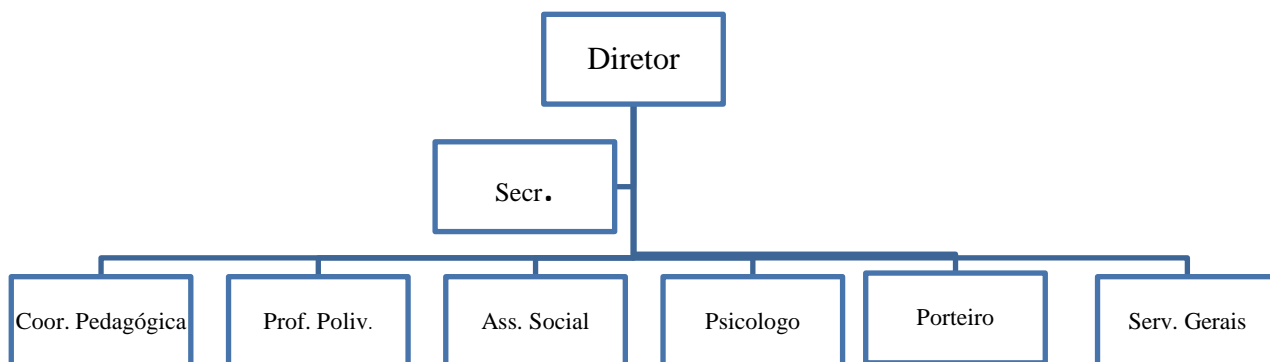 Diretor
Secr.
Coor. Pedagógica
Prof. Poliv.
Ass. Social
Psicologo
Porteiro
Serv. Gerais